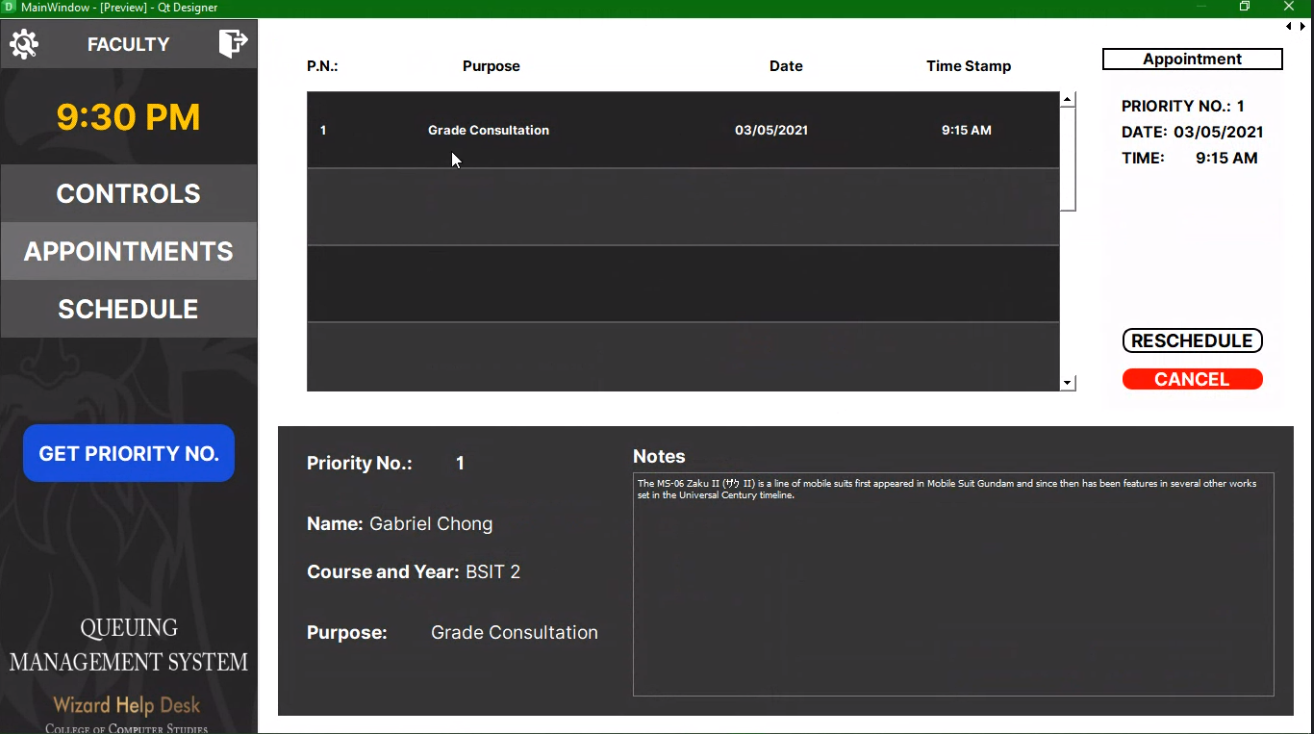 MainWindow - [Preview] - Qt Designer
FACULTY
9:30 PM
CONTROLS
APPOINTMENTS
SCHEDULE
GET PRIORITY NO.
QUEUING
MANAGEMENT SYSTEM
Wizard Help Desk
COLLEGE OF COMPUTER STUDIES
P.N.: Purpose Date Time Stamp
1 Grade Consultation 03/05/2021 9:15 AM
Appointment
PRIORITY NO.: 1
DATE: 03/05/2021
TIME: 9:15 AM
RESCHEDULE
CANCEL
Priority No.: 1
Name: Gabriel Chong
Course and Year: BSIT 2
Purpose: Grade Consultation
Notes
The MS-06 Zaku II (ザク II) is a line of mobile suits first appeared in Mobile Suit Gundam and since then has been features in several other works
set in the Universal Century timeline.